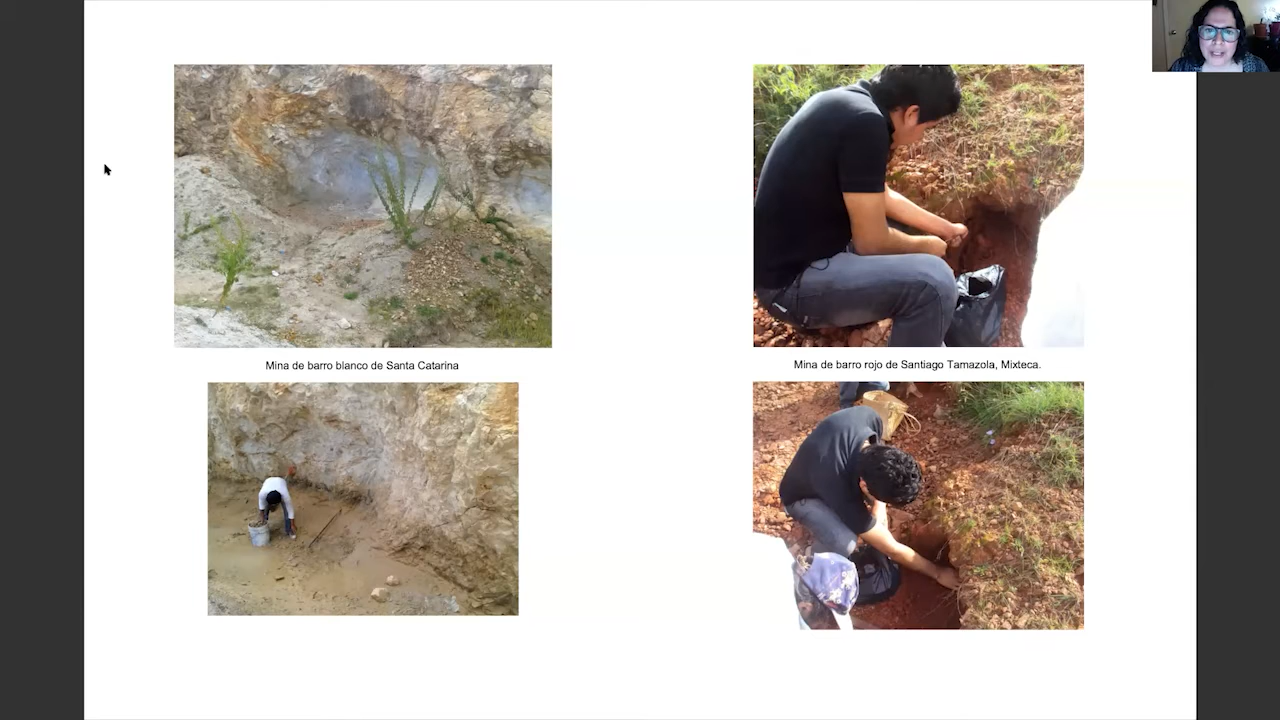 Mina de barro blanco de Santa Catarina
Mina de barro rojo de Santiago Tamazola, Mixteca.